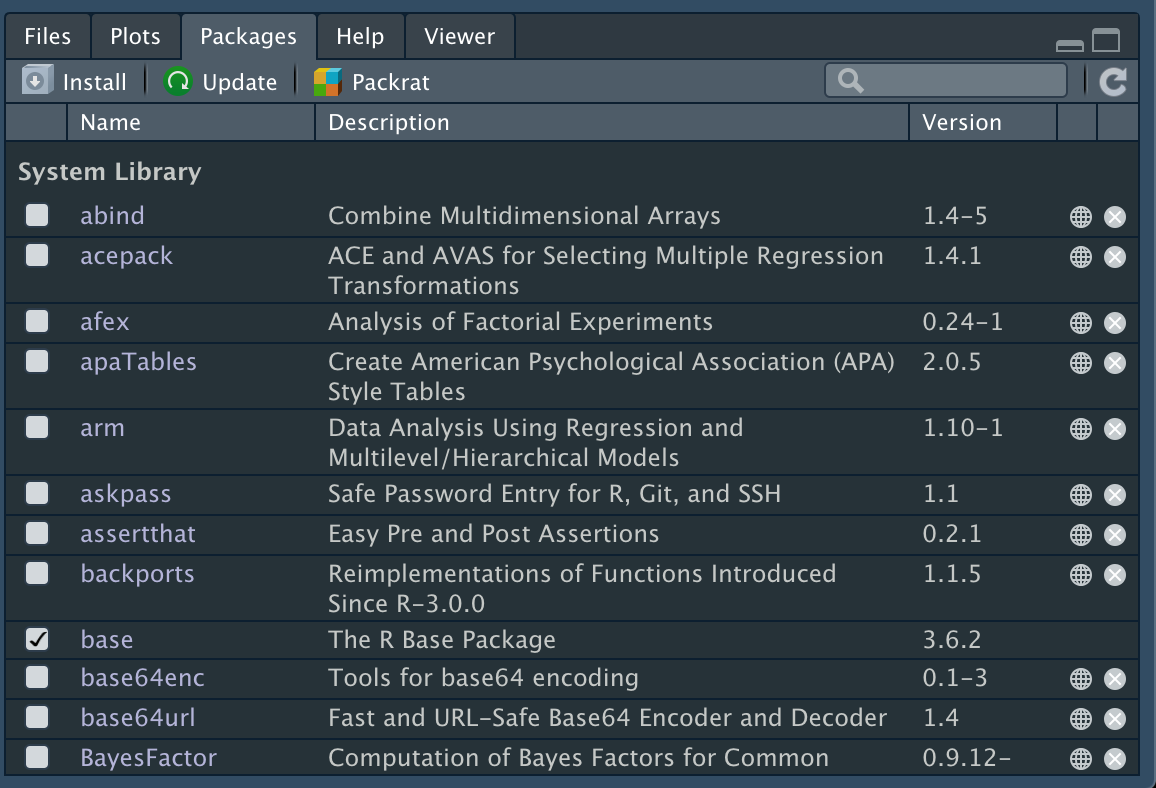 Files Plots Packages Help Viewer
Install Update Packrat
Name Description Version
System Library
abind Combine Multidimensional Arrays 1.4-5
acepack ACE and AVAS for Selecting Multiple Regression 1.4.1
Transformations
afex Analysis of Factorial Experiments 0.24-1
apaTables Create American Psychological Association (APA) 2.0.5
Style Tables
arm Data Analysis Using Regression and 1.10-1
Multilevel/Hierarchical Models
askpass Safe Password Entry for R, Git, and SSH 1.1
assertthat Easy Pre and Post Assertions 0.2.1
backports Reimplementations of Functions Introduced 1.1.5
Since R-3.0.0
base The R Base Package 3.6.2
base64enc Tools for base64 encoding 0.1-3
base64url Fast and URL-Safe Base64 Encoder and Decoder 1.4
BayesFactor Computation of Bayes Factors for Common 0.9.12-